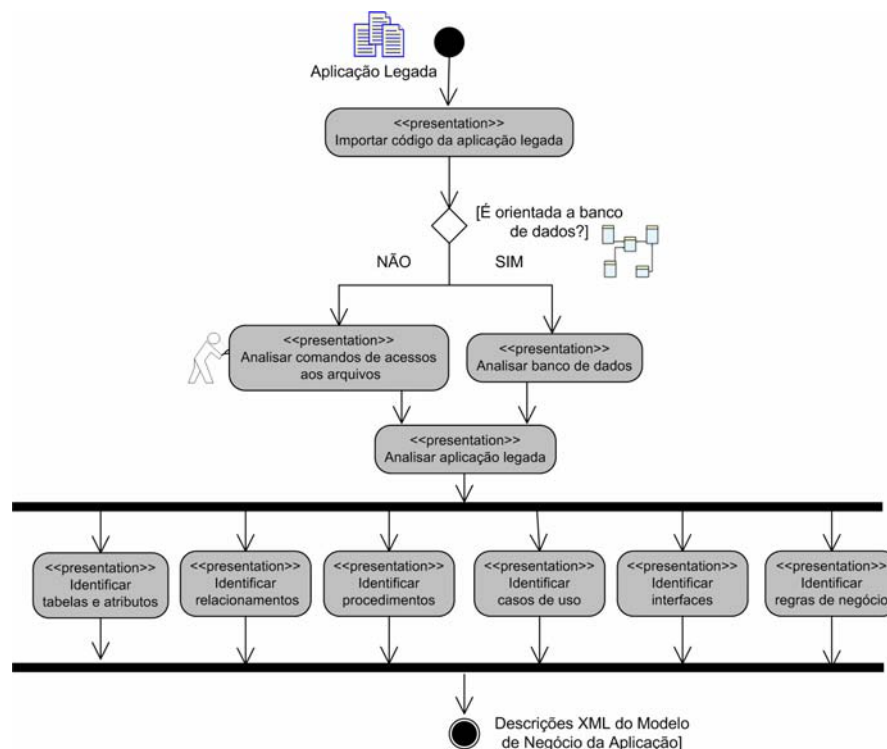 Aplicação Legada
<<presentation>>
Importar código da aplicação legada
[É orientada a banco
de dados?]
NÃO
SIM
<<presentation>>
Analisar comandos de acessos
aos arquivos
<<presentation>>
Analisar banco de dados
<<presentation>>
Analisar aplicação legada
<<presentation>>
Identificar
tabelas e atributos
<<presentation>>
Identificar
relacionamentos
<<presentation>>
Identificar
procedimentos
<<presentation>>
Identificar
casos de uso
<<presentation>>
Identificar
interfaces
<<presentation>>
Identificar
regras de negócio
Descrições XML do Modelo
de Negócio da Aplicação]